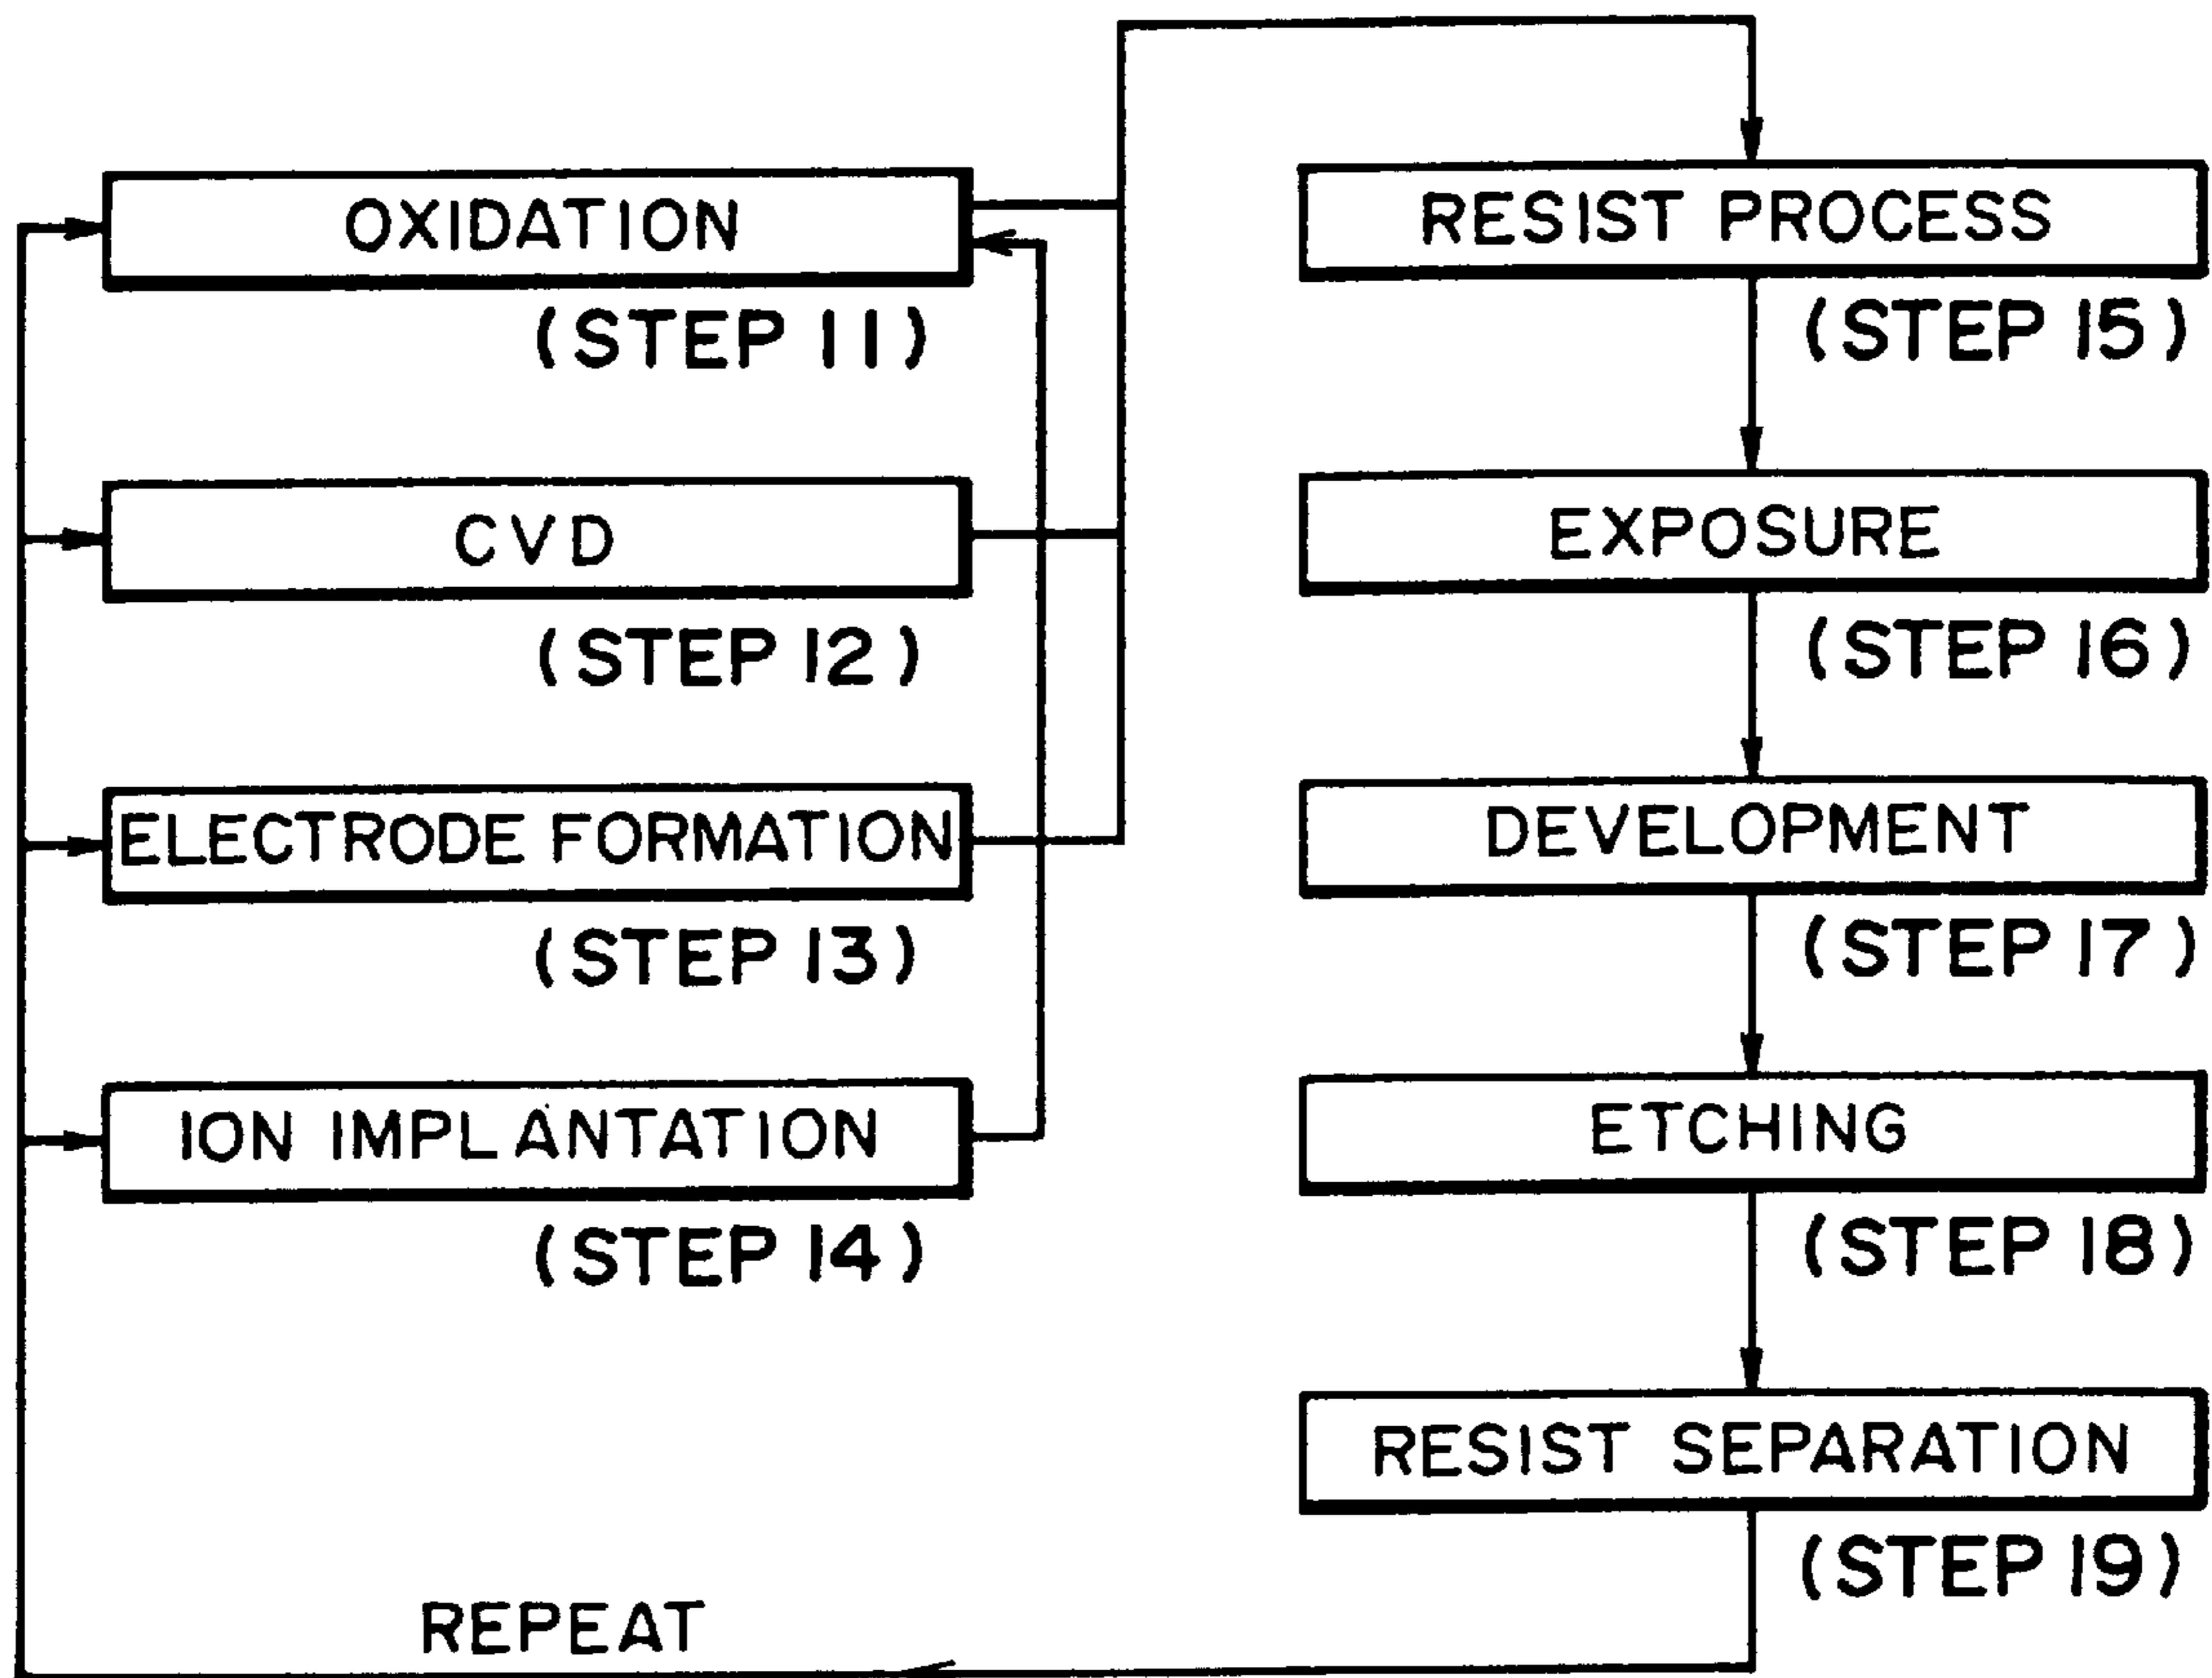 OXIDATION
(STEP 11)
CVD
(STEP 12)
ELECTRODE FORMATION
(STEP 13)
ION IMPLANTATION
(STEP 14)
RESIST PROCESS
(STEP 15)
EXPOSURE
(STEP 16)
DEVELOPMENT
(STEP 17)
ETCHING
(STEP 18)
RESIST SEPARATION
(STEP 19)
REPEAT